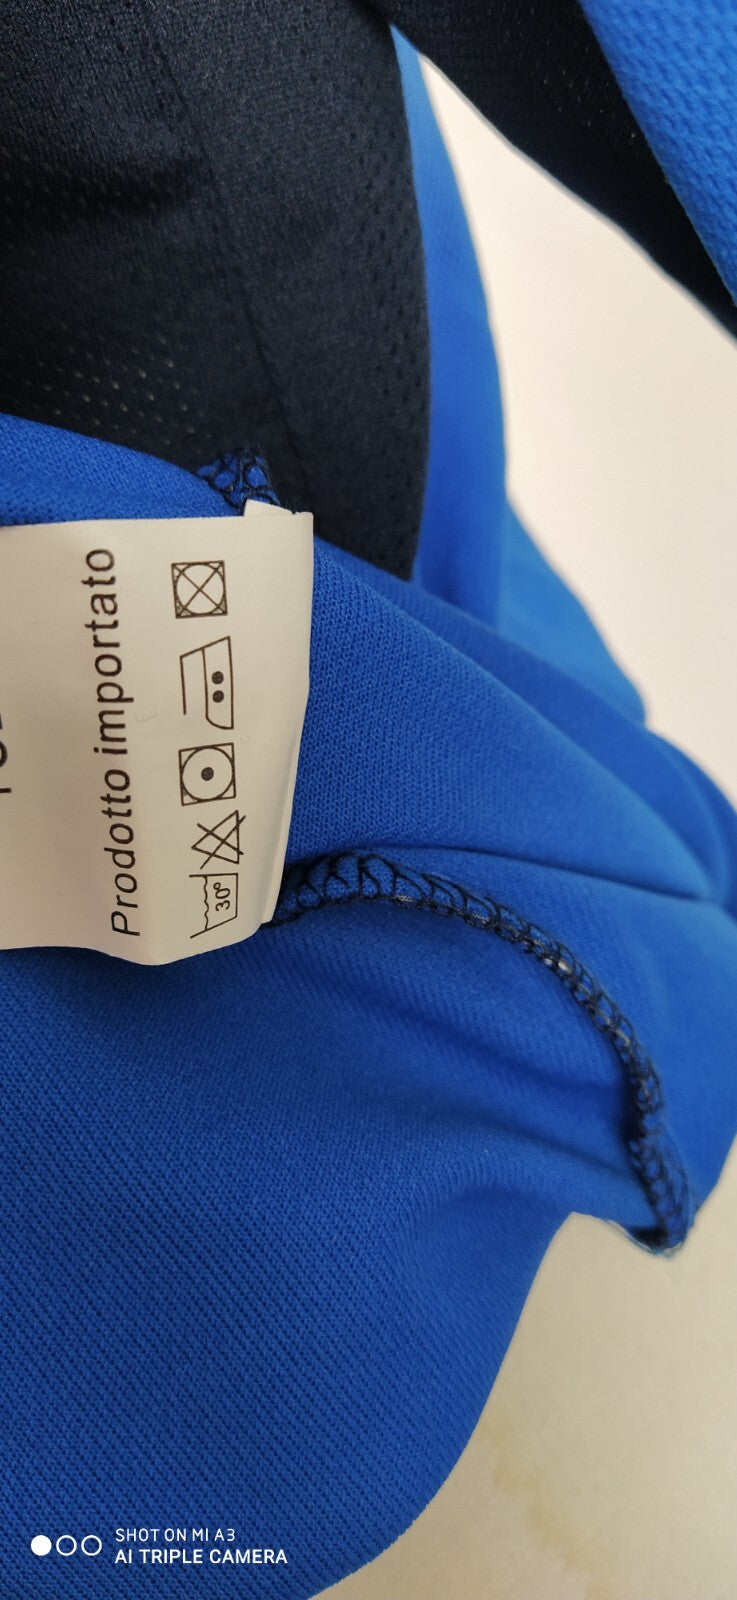 Prodotto importato
30°
SHOT ON MI A3
AI TRIPLE CAMERA